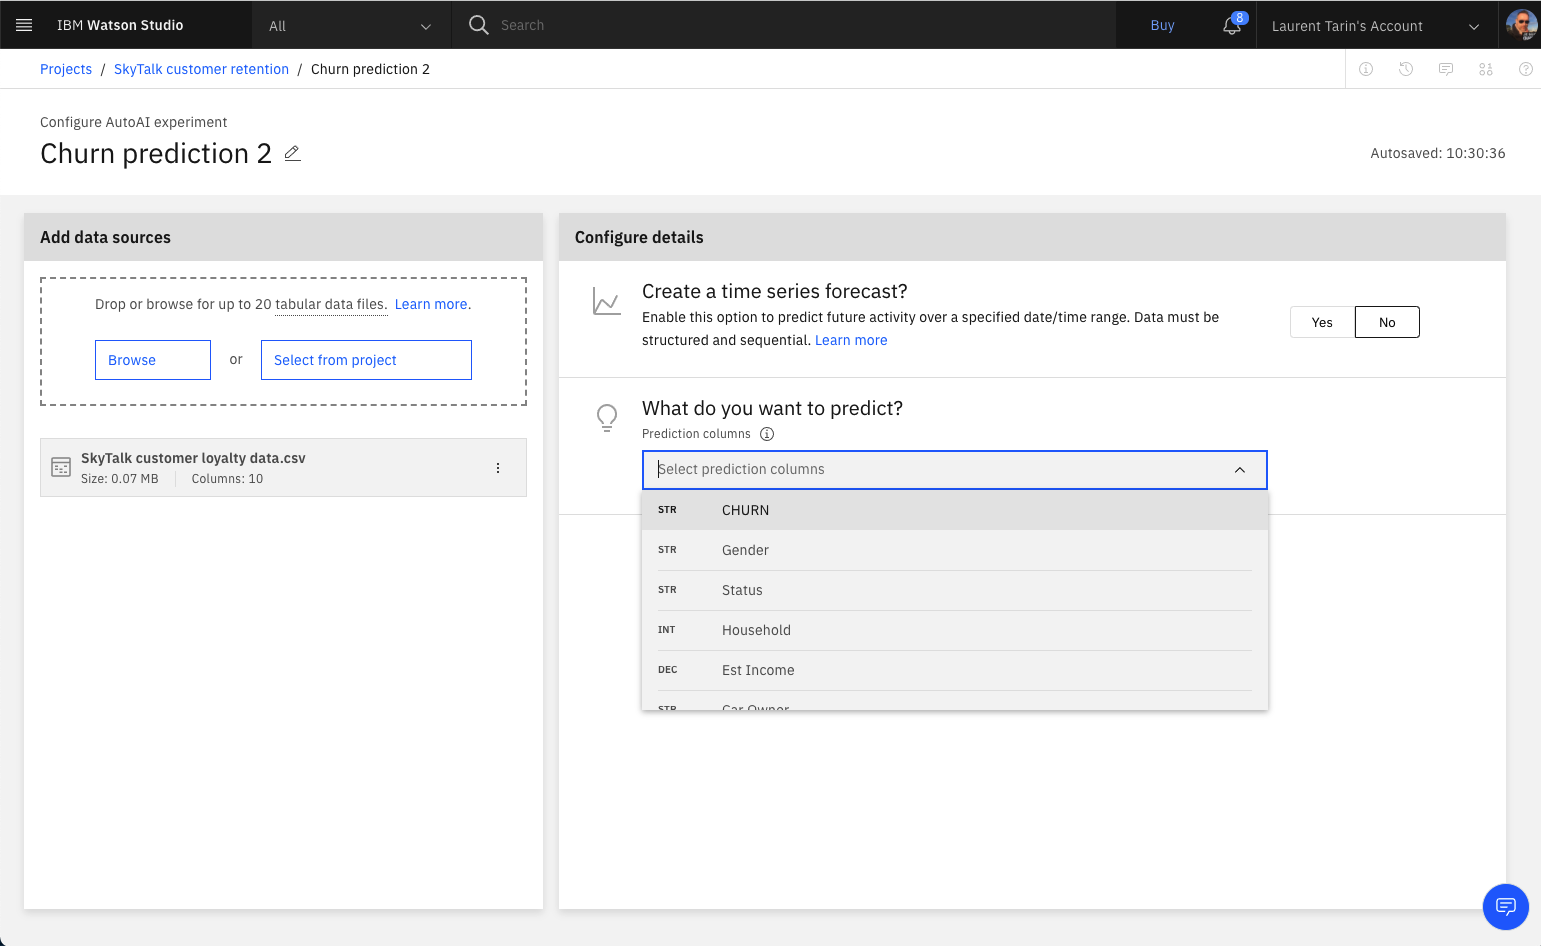 IBM Watson Studio
All
Search
Buy
8
Laurent Tarin's Account
Projects / SkyTalk customer retention / Churn prediction 2
Configure AutoAI experiment
Churn prediction 2
Autosaved: 10:30:36
Add data sources
Drop or browse for up to 20 tabular data files. Learn more.
Browse or Select from project
SkyTalk customer loyalty data.csv
Size: 0.07 MB Columns: 10
Configure details
Create a time series forecast?
Enable this option to predict future activity over a specified date/time range. Data must be
structured and sequential. Learn more
Yes No
What do you want to predict?
Prediction columns
Select prediction columns
STR CHURN
STR Gender
STR Status
INT Household
DEC Est Income
STR Car Owner